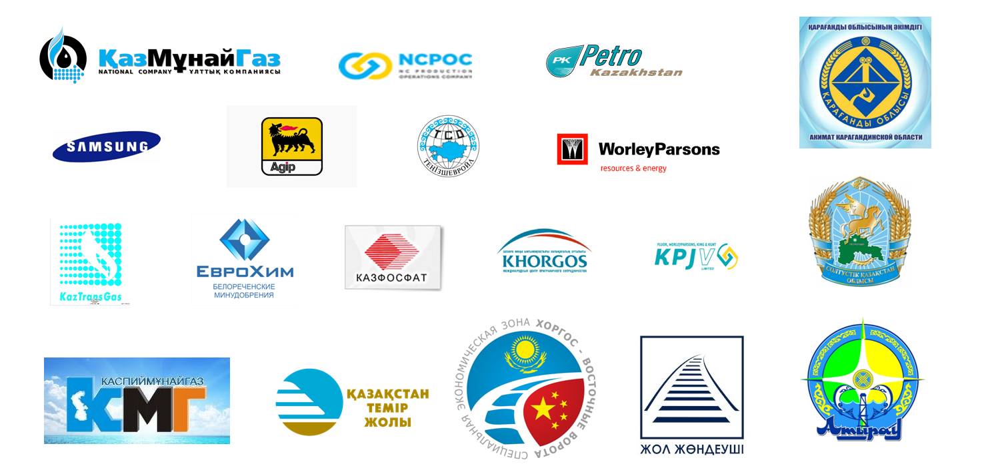 ҚазМұнайГаз
NATIONAL COMPANY ҰЛТТЫҚ КОМПАНИЯСЫ
NCPOC
NC PRODUCTION
OPERATIONS COMPANY
PK Petro
Kazakhstan
ҚАРАҒАНДЫ ОБЛЫСЫНЫҢ ӘКІМДІГІ
ҚАРАҒАНДЫ ОБЛЫСЫ
АКИМАТ КАРАГАНДИНСКОЙ ОБЛАСТИ
SAMSUNG
Agip
ТСО
ТЕНІЗШЕВРОЙЛ
WorleyParsons
resources & energy
KazTransGas
ЕвроХим
БЕЛОРЕЧЕНСКИЕ
МИНУДОБРЕНИЯ
КАЗФОСФАТ
KHORGOS
МЕЖДУНАРОДНЫЙ ЦЕНТР ПРИГРАНИЧНОГО СОТРУДНИЧЕСТВА
FLUOR, WORLEYPARSONS, KING & KGNT
KPJV
LIMITED
СОЛТҮСТІК ҚАЗАҚСТАН
ОБЛЫСЫ
КАСПИЙМҰНАЙГАЗ
КМГ
ҚАЗАҚСТАН
ТЕМІР
ЖОЛЫ
СПЕЦИАЛЬНАЯ ЭКОНОМИЧЕСКАЯ ЗОНА ХОРГОС - ВОСТОЧНЫЕ ВОРОТА
ЖОЛ ЖӨНДЕУШІ
Атырау